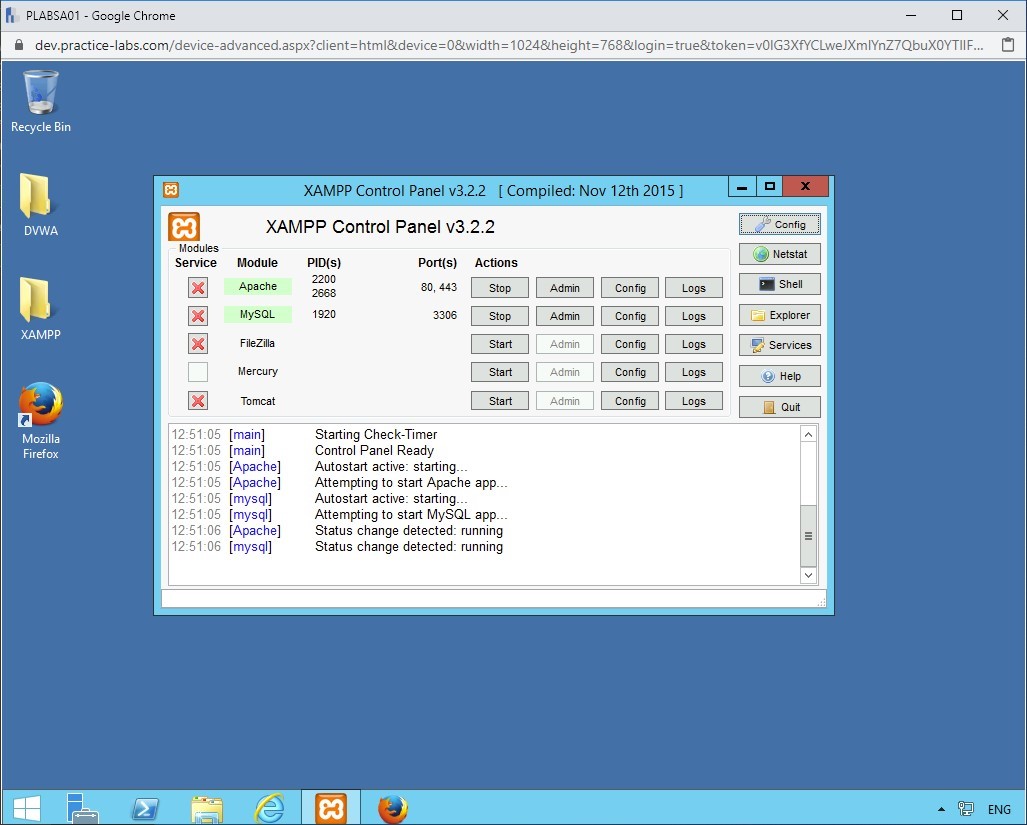 PLABSA01 - Google Chrome
dev.practice-labs.com/device-advanced.aspx?client=html&device=0&width=1024&height=768&login=true&token=v0IG3XfYCLweJXmlYnZ7QbuX0YTIIF...
Recycle Bin
DVWA
XAMPP
Mozilla
Firefox
XAMPP Control Panel v3.2.2 [ Compiled: Nov 12th 2015 ]
XAMPP Control Panel v3.2.2
Modules
Service Module PID(s) Port(s) Actions
Apache 2200 2668 80, 443 Stop Admin Config Logs
MySQL 1920 3306 Stop Admin Config Logs
FileZilla Start Admin Config Logs
Mercury Start Admin Config Logs
Tomcat Start Admin Config Logs
Config
Netstat
Shell
Explorer
Services
Help
Quit
12:51:05 [main] Starting Check-Timer
12:51:05 [main] Control Panel Ready
12:51:05 [Apache] Autostart active: starting...
12:51:05 [Apache] Attempting to start Apache app...
12:51:05 [mysql] Autostart active: starting...
12:51:05 [mysql] Attempting to start MySQL app...
12:51:06 [Apache] Status change detected: running
12:51:06 [mysql] Status change detected: running
ENG